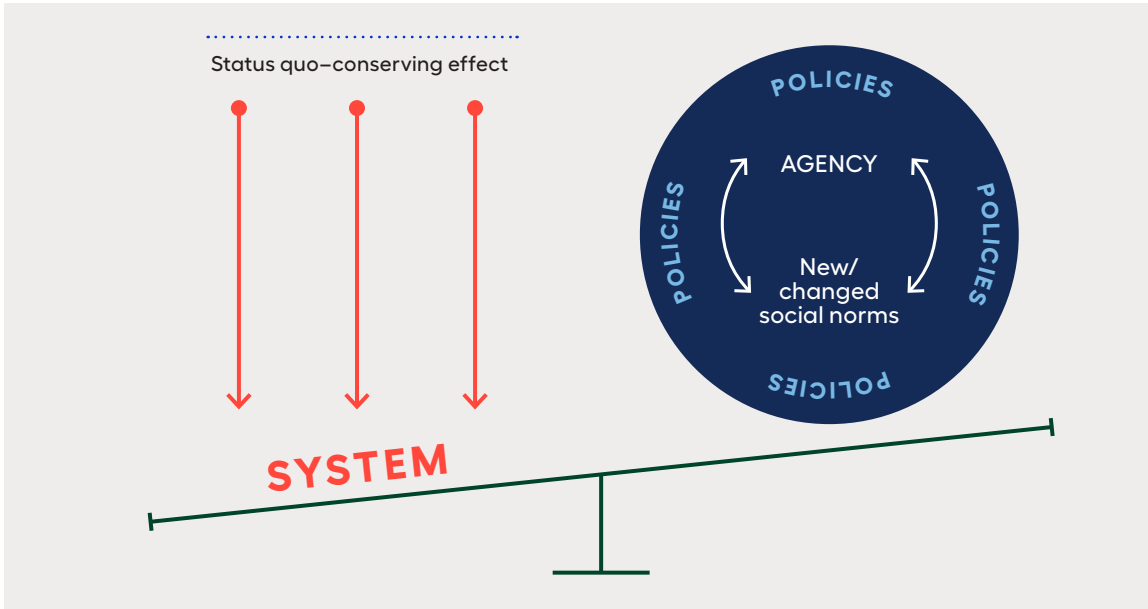 Status quo–conserving effect
SYSTEM
POLICIES
POLICIES
AGENCY
POLICIES
New/
changed
social norms
POLICIES